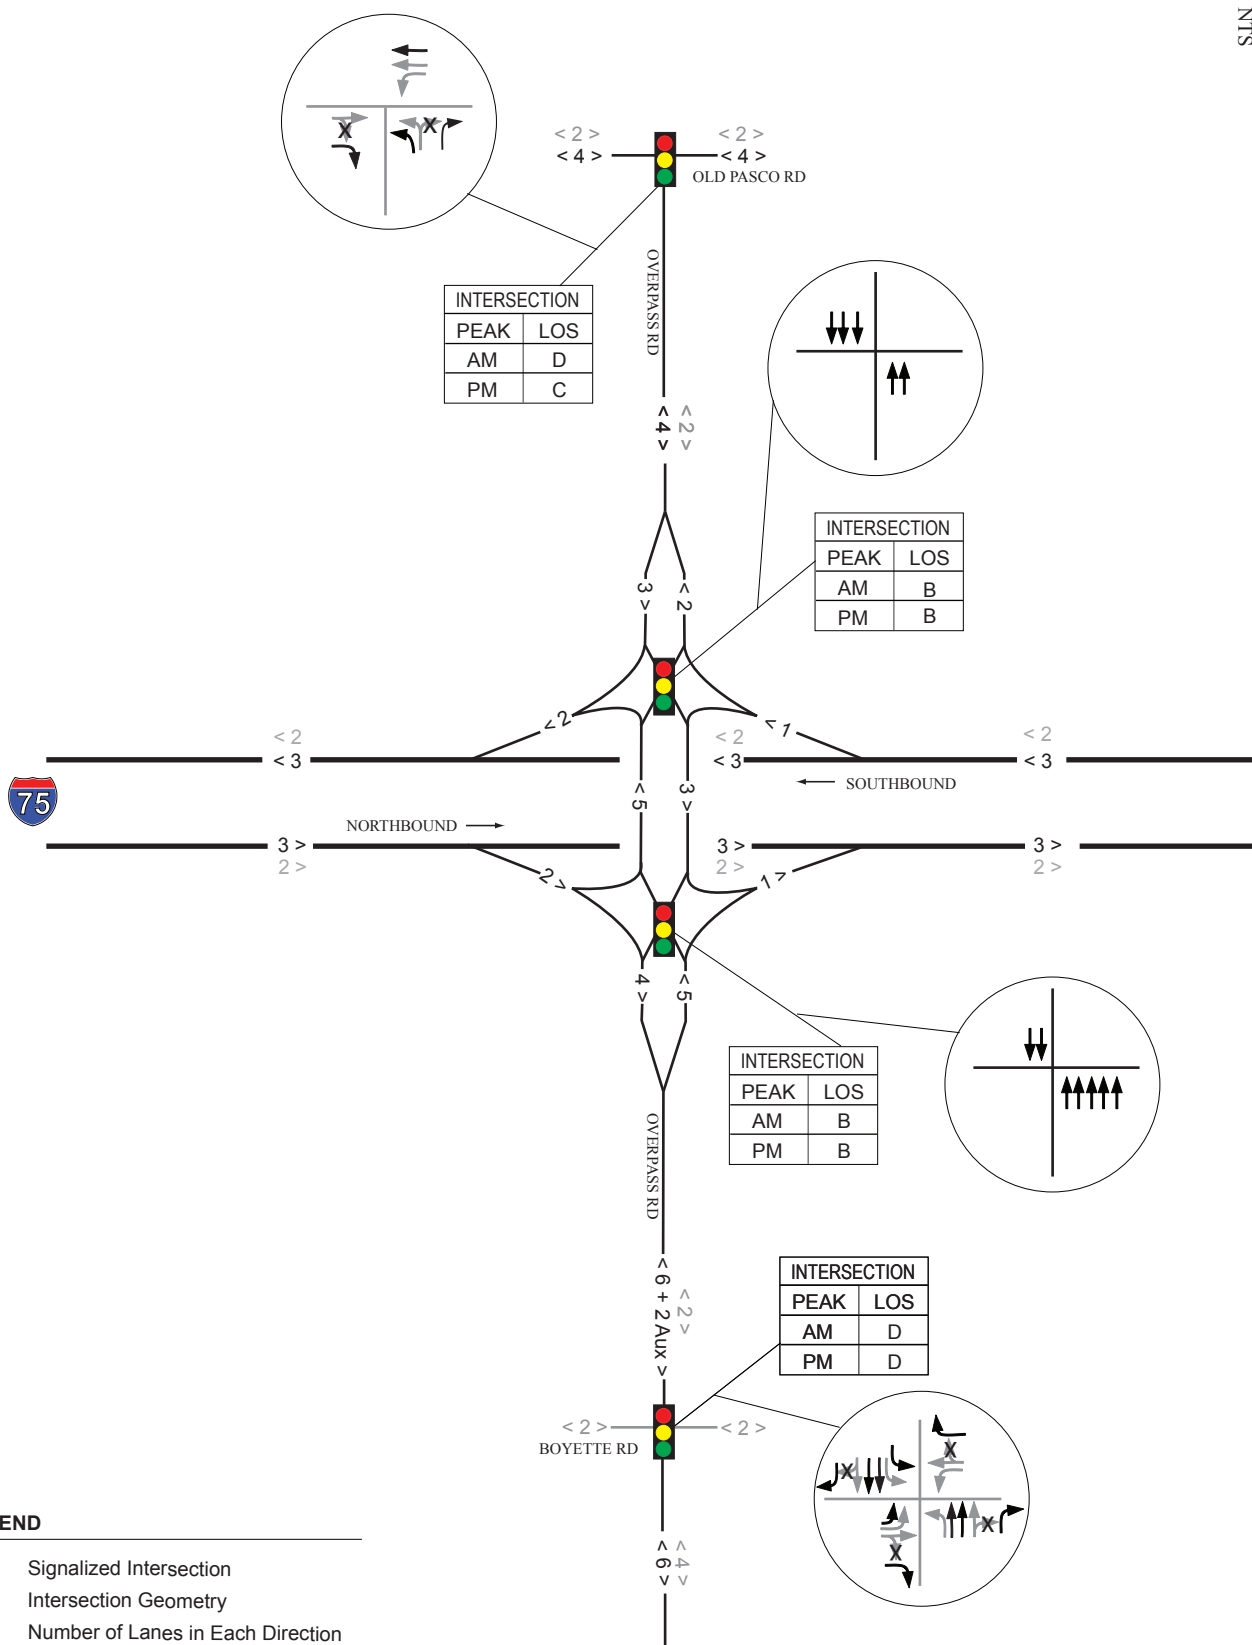 NTS
< 2 >
< 4 >
< 2 >
< 4 >
OLD PASCO RD
X
X
INTERSECTION
PEAK LOS
AM D
PM C
OVERPASS RD
< 4 >
< 2 >
INTERSECTION
PEAK LOS
AM B
PM B
3 >
< 2
< 2
< 1
< 2
< 3
< 2
< 3
< 2
< 3
75
SOUTHBOUND
< 5
3 >
NORTHBOUND
3 >
2 >
3 >
2 >
3 >
2 >
2 >
1 >
4 >
< 5
INTERSECTION
PEAK LOS
AM B
PM B
OVERPASS RD
< 6 + 2 Aux >
< 2 >
INTERSECTION
PEAK LOS
AM D
PM D
< 2 >
< 2 >
BOYETTE RD
X
X
X
X
< 6 >
< 4 >
END
Signalized Intersection
Intersection Geometry
Number of Lanes in Each Direction